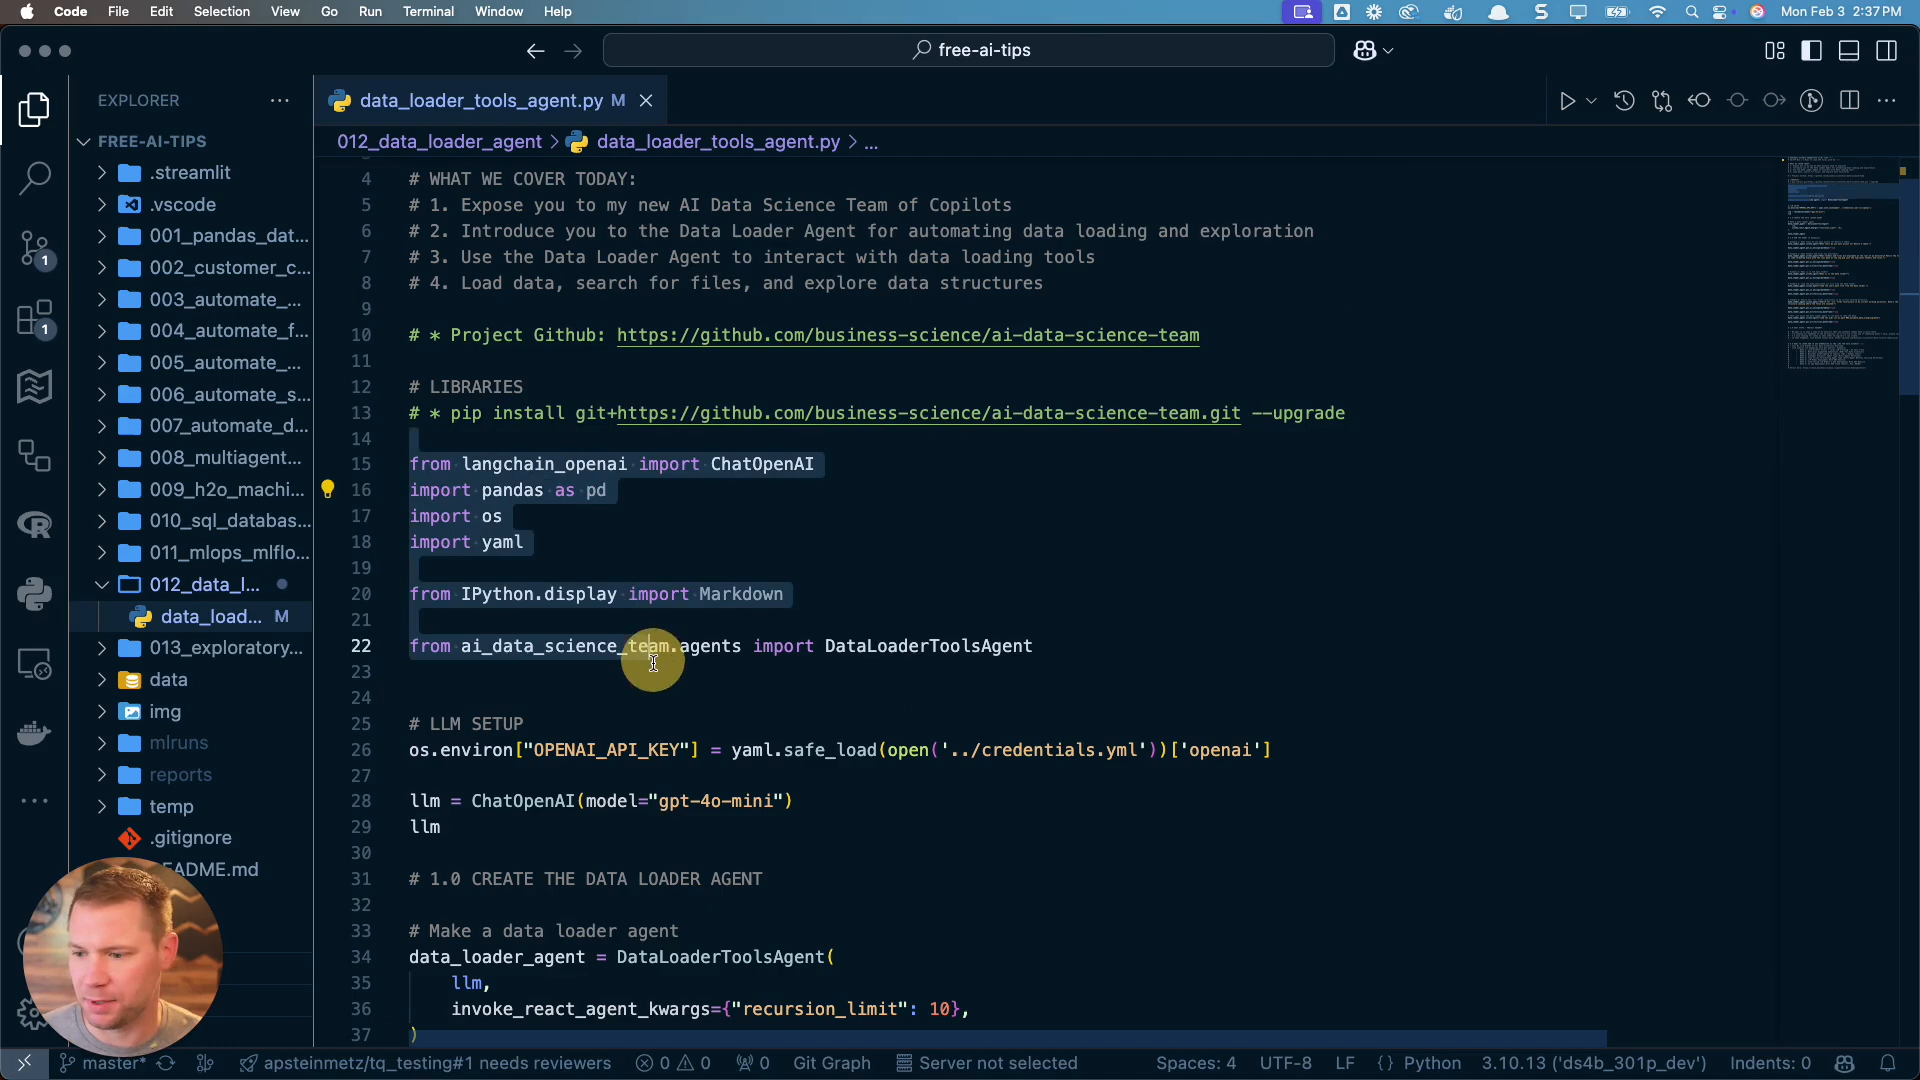 Code File Edit Selection View Go Run Terminal Window Help Mon Feb 3 2:37PM
free-ai-tips
EXPLORER
FREE-AI-TIPS
.streamlit
.vscode
001_pandas_dat...
002_customer_c...
003_automate_...
004_automate_f...
005_automate_...
006_automate_s...
007_automate_d...
008_multiagent...
009_h2o_machi...
010_sql_databas...
011_mlops_mlflo...
012_data_l...
data_load... M
013_exploratory...
data
img
mlruns
reports
temp
.gitignore
EADME.md
1
1
data_loader_tools_agent.py M
012_data_loader_agent > data_loader_tools_agent.py > ...
4 # WHAT WE COVER TODAY:
5 # 1. Expose you to my new AI Data Science Team of Copilots
6 # 2. Introduce you to the Data Loader Agent for automating data loading and exploration
7 # 3. Use the Data Loader Agent to interact with data loading tools
8 # 4. Load data, search for files, and explore data structures
9
10 # * Project Github: https://github.com/business-science/ai-data-science-team
11
12 # LIBRARIES
13 # * pip install git+https://github.com/business-science/ai-data-science-team.git --upgrade
14
15 from langchain_openai import ChatOpenAI
16 import pandas as pd
17 import os
18 import yaml
19
20 from IPython.display import Markdown
21
22 from ai_data_science_team.agents import DataLoaderToolsAgent
23
24
25 # LLM SETUP
26 os.environ["OPENAI_API_KEY"] = yaml.safe_load(open('../credentials.yml'))['openai']
27
28 llm = ChatOpenAI(model="gpt-4o-mini")
29 llm
30
31 # 1.0 CREATE THE DATA LOADER AGENT
32
33 # Make a data loader agent
34 data_loader_agent = DataLoaderToolsAgent(
35 llm,
36 invoke_react_agent_kwargs={"recursion_limit": 10},
37 )
master* apsteinmetz/tq_testing#1 needs reviewers 0 0 0 Git Graph Server not selected Spaces: 4 UTF-8 LF {} Python 3.10.13 ('ds4b_301p_dev') Indents: 0